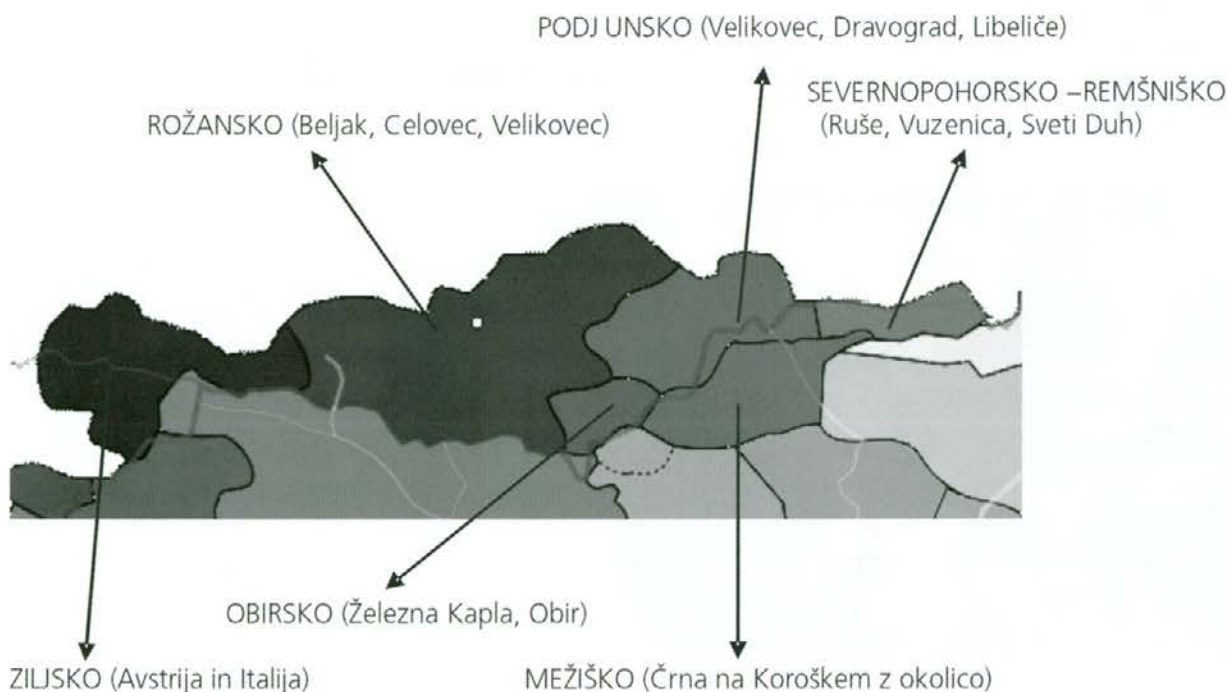 PODJ UNSKO (Velikovec, Dravograd, Libeliče)
SEVERNOPOHORSKO –REMŠNIŠKO
(Ruše, Vuzenica, Sveti Duh)
ROŽANSKO (Beljak, Celovec, Velikovec)
OBIRSKO (Železna Kapla, Obir)
ZILJSKO (Avstrija in Italija)
MEŽIŠKO (Črna na Koroškem z okolico)